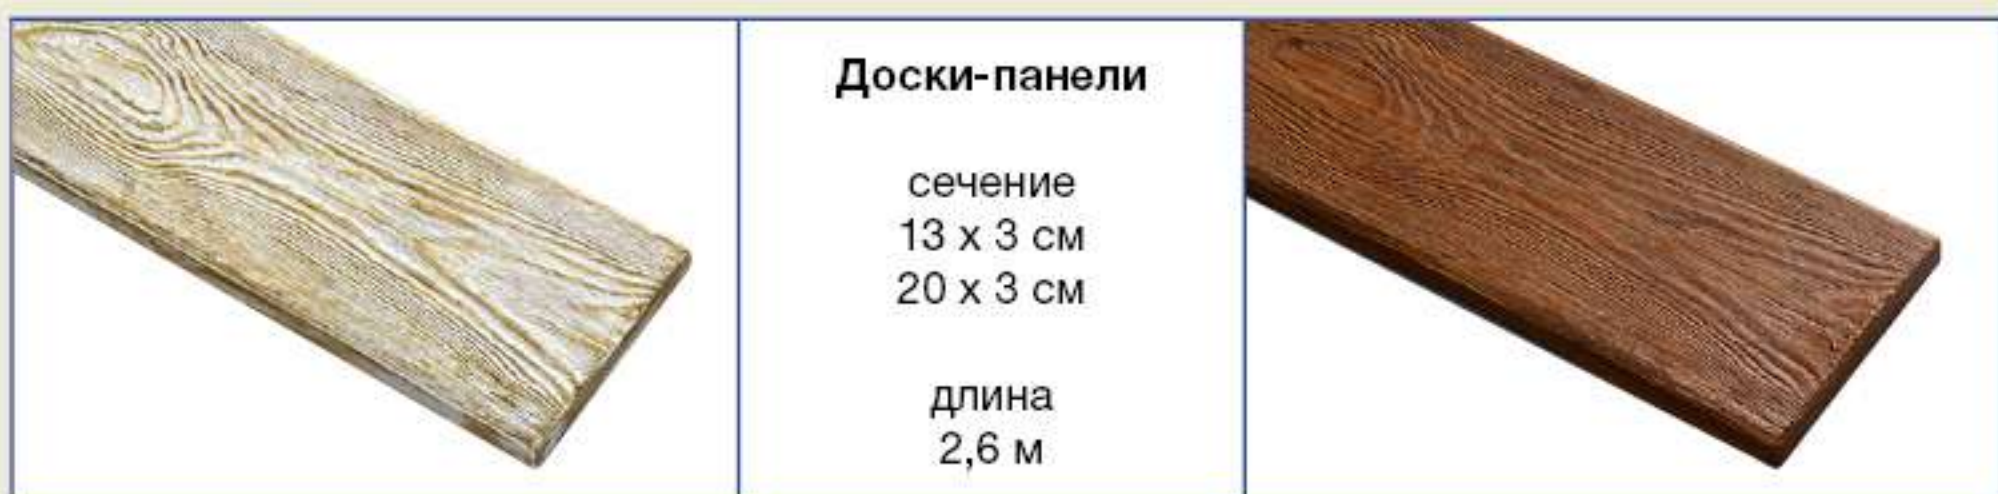 Доски-панели
сечение
13 x 3 см
20 x 3 см
длина
2,6 м